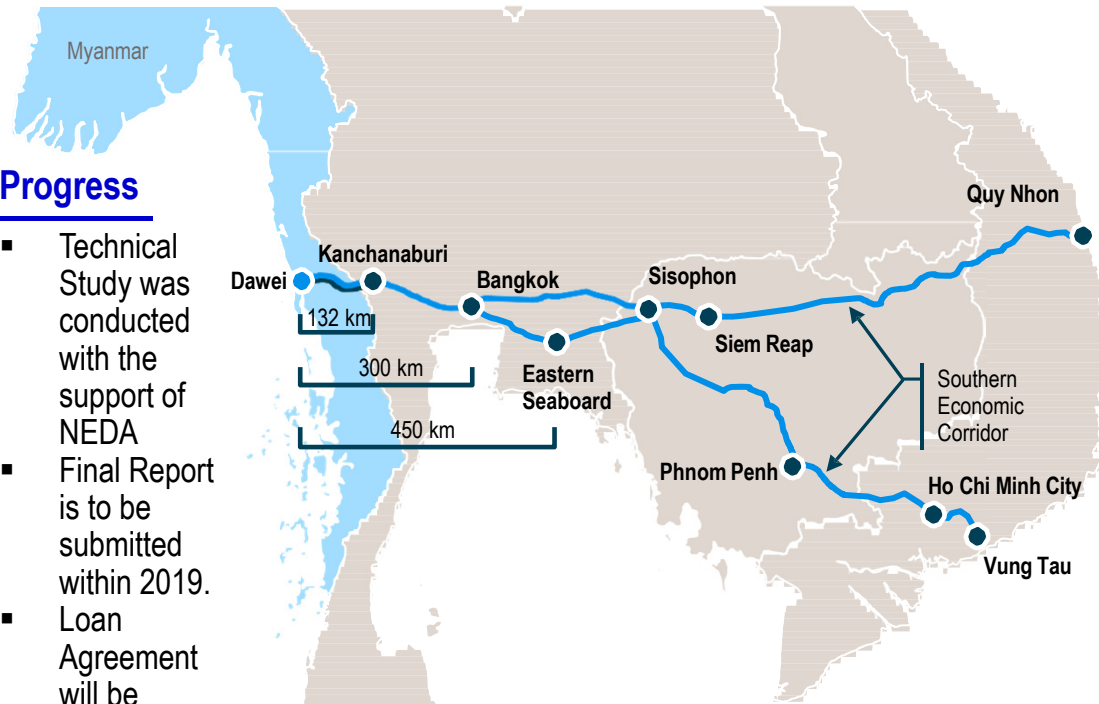 Myanmar
Progress
▪ Technical
Study was
conducted
with the
support of
NEDA
▪ Final Report
is to be
submitted
within 2019.
▪ Loan
Agreement
will be
Quy Nhon
Kanchanaburi
Dawei
Bangkok
Sisophon
132 km
Siem Reap
300 km
Eastern
Seaboard
Southern
Economic
Corridor
450 km
Phnom Penh
Ho Chi Minh City
Vung Tau